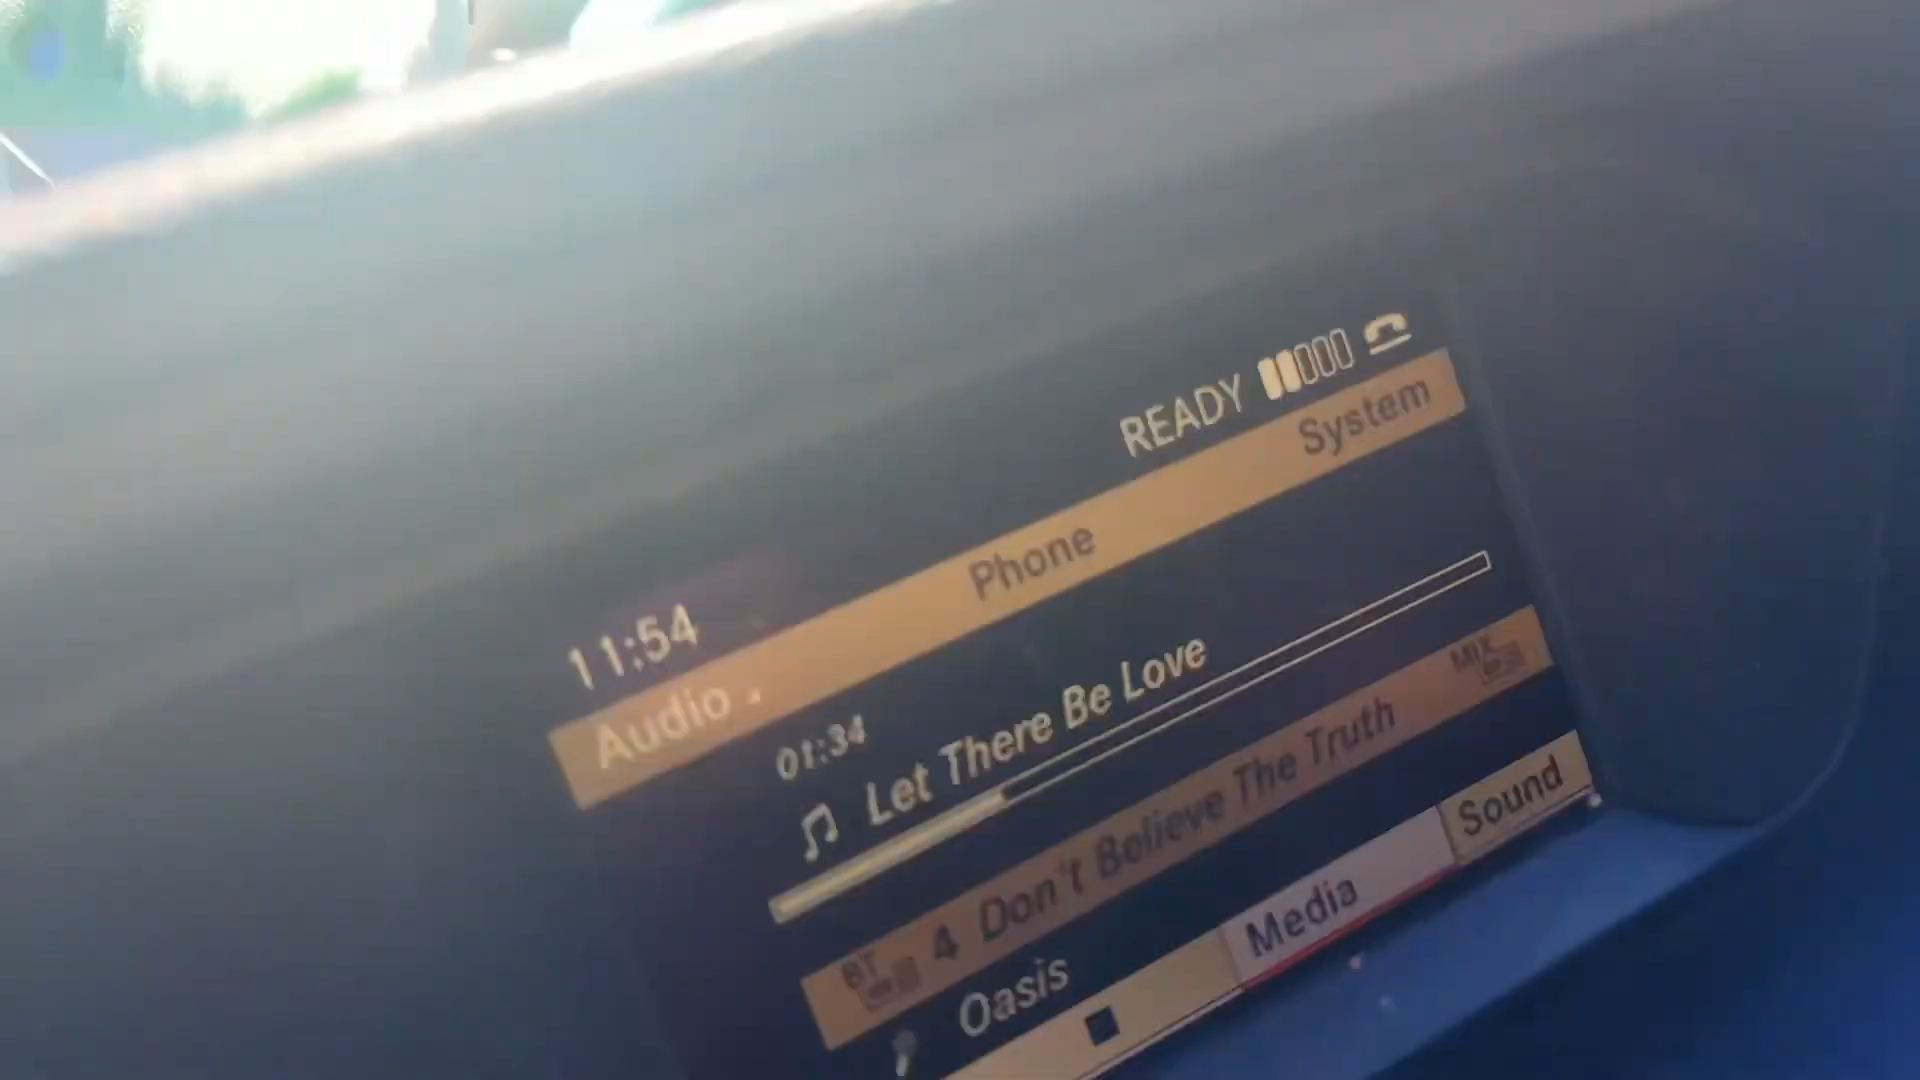 READY
11:54
Audio Phone System
01:34
Let There Be Love
BT 4 Don't Believe The Truth MIX
Oasis
Media Sound